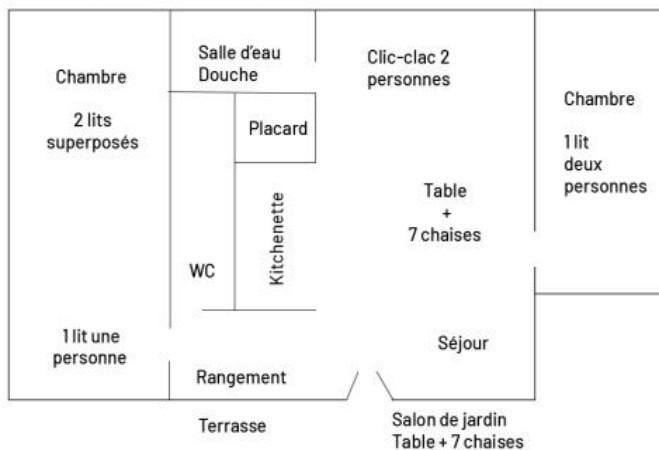 Chambre
2 lits
superposés
1 lit une
personne
Salle d'eau
Douche
Placard
WC
Kitchenette
Rangement
Clic-clac 2
personnes
Table
+
7 chaises
Séjour
Chambre
1 lit
deux
personnes
Terrasse
Salon de jardin
Table + 7 chaises